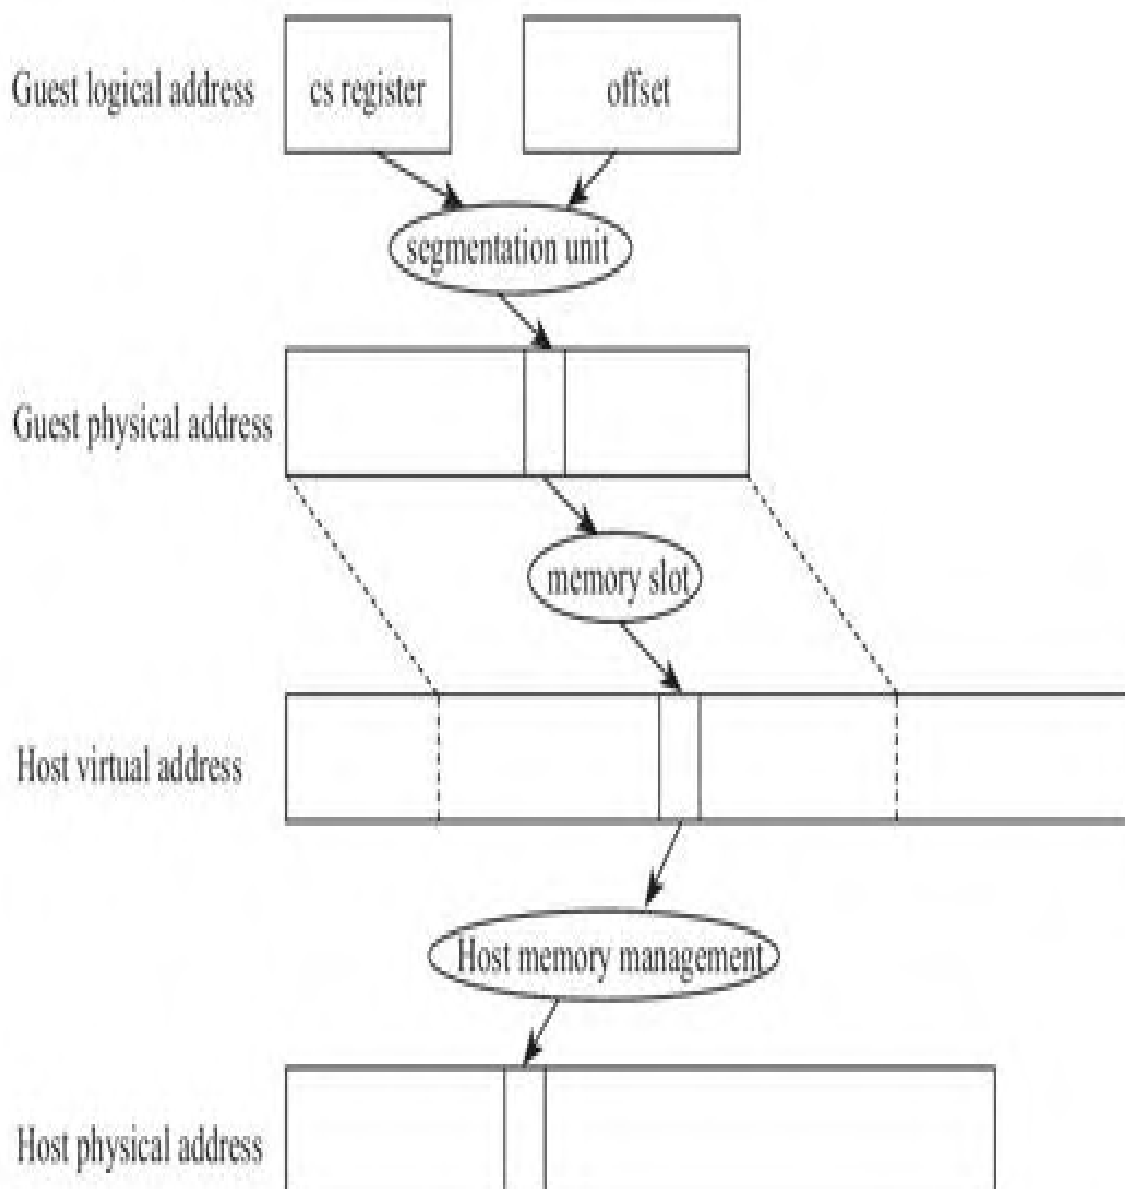 Guest logical address
cs register
offset
segmentation unit
Guest physical address
memory slot
Host virtual address
Host memory management
Host physical address